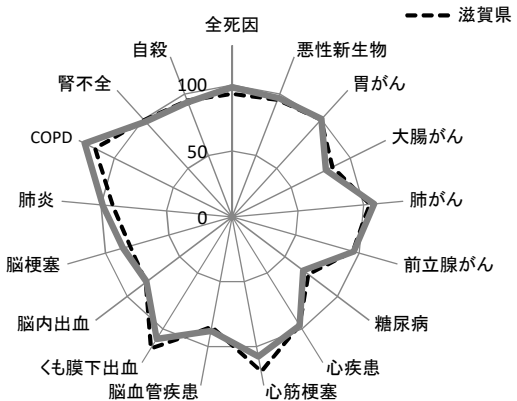 滋賀県
全死因
悪性新生物
胃がん
大腸がん
肺がん
前立腺がん
糖尿病
心疾患
心筋梗塞
脳血管疾患
くも膜下出血
脳内出血
脳梗塞
肺炎
COPD
腎不全
自殺
100
50
0